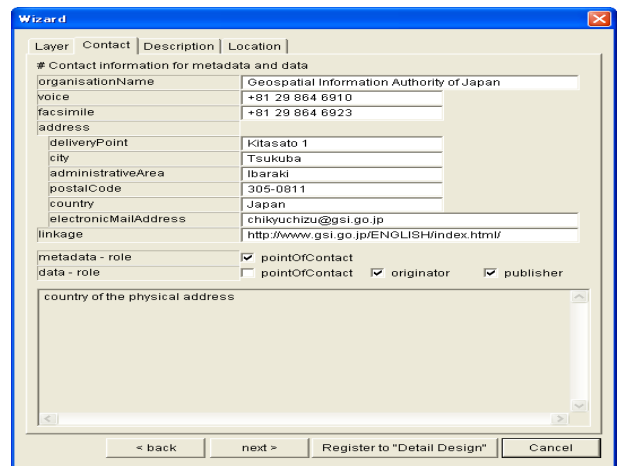 Wizard
Layer Contact Description Location
# Contact information for metadata and data
organisationName Geospatial Information Authority of Japan
voice +81 29 864 6910
facsimile +81 29 864 6923
address
deliveryPoint Kitasato 1
city Tsukuba
administrativeArea Ibaraki
postalCode 305-0811
country Japan
electronicMailAddress chikyuchizu@gsi.go.jp
linkage http://www.gsi.go.jp/ENGLISH/index.html/
metadata - role pointOfContact
data - role pointOfContact originator publisher
country of the physical address
< back next > Register to "Detail Design" Cancel